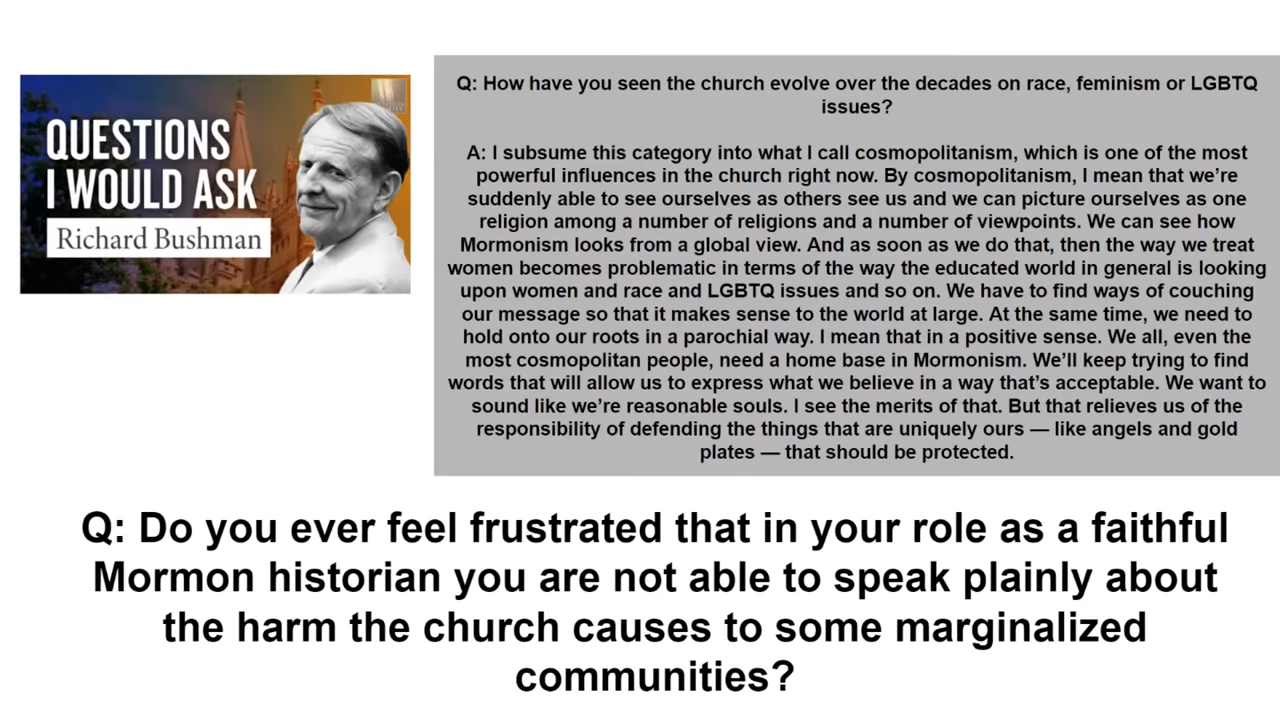 QUESTIONS
I WOULD ASK
Richard Bushman
Q: How have you seen the church evolve over the decades on race, feminism or LGBTQ
issues?
A: I subsume this category into what I call cosmopolitanism, which is one of the most
powerful influences in the church right now. By cosmopolitanism, I mean that we're
suddenly able to see ourselves as others see us and we can picture ourselves as one
religion among a number of religions and a number of viewpoints. We can see how
Mormonism looks from a global view. And as soon as we do that, then the way we treat
women becomes problematic in terms of the way the educated world in general is looking
upon women and race and LGBTQ issues and so on. We have to find ways of couching
our message so that it makes sense to the world at large. At the same time, we need to
hold onto our roots in a parochial way. I mean that in a positive sense. We all, even the
most cosmopolitan people, need a home base in Mormonism. We'll keep trying to find
words that will allow us to express what we believe in a way that's acceptable. We want to
sound like we're reasonable souls. I see the merits of that. But that relieves us of the
responsibility of defending the things that are uniquely ours — like angels and gold
plates — that should be protected.
Q: Do you ever feel frustrated that in your role as a faithful
Mormon historian you are not able to speak plainly about
the harm the church causes to some marginalized
communities?